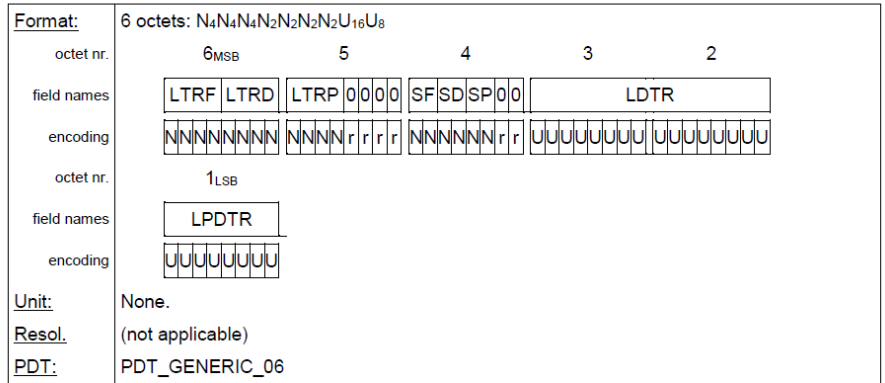 Format: 6 octets: N4N4N4N2N2N2N2U16U8
octet nr. 6MSB 5 4 3 2
field names LTRF LTRD LTRP 0 0 0 0 SF SD SP 0 0 LDTR
encoding N N N N N N N N N N N N r r r r N N N N N N r r U U U U U U U U U U U U U U U U
octet nr. 1LSB
field names LPDTR
encoding U U U U U U U U
Unit: None.
Resol. (not applicable)
PDT: PDT_GENERIC_06